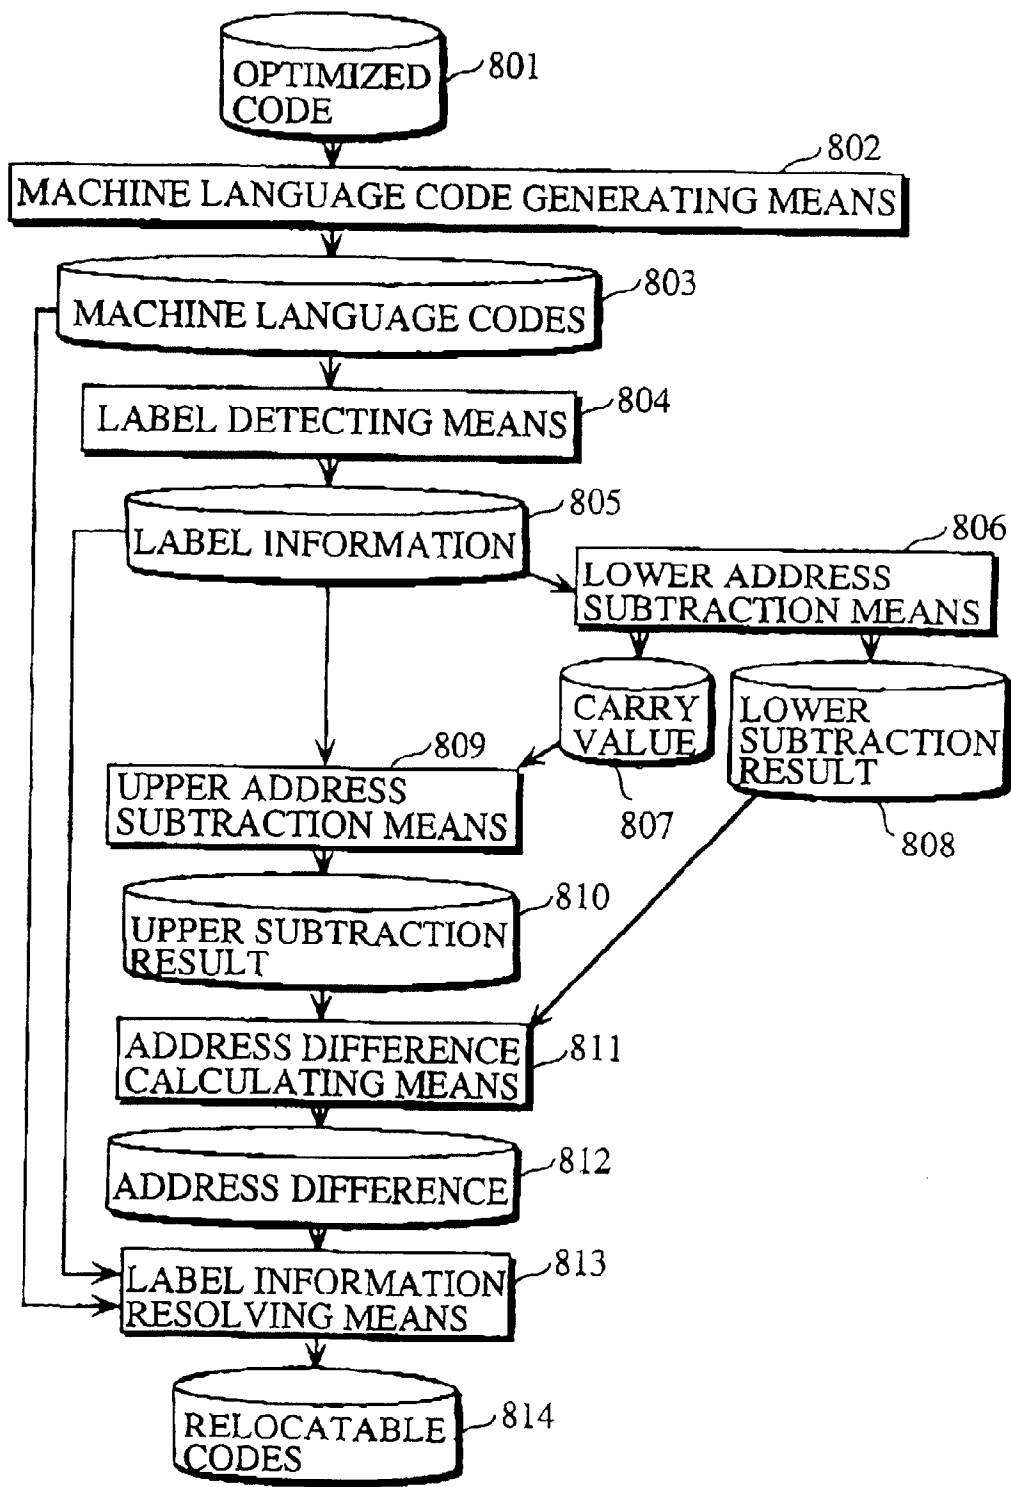 OPTIMIZED
CODE
801
802
MACHINE LANGUAGE CODE GENERATING MEANS
803
MACHINE LANGUAGE CODES
804
LABEL DETECTING MEANS
805
LABEL INFORMATION
806
LOWER ADDRESS
SUBTRACTION MEANS
CARRY
VALUE
807
LOWER
SUBTRACTION
RESULT
808
809
UPPER ADDRESS
SUBTRACTION MEANS
810
UPPER SUBTRACTION
RESULT
ADDRESS DIFFERENCE
CALCULATING MEANS
811
812
ADDRESS DIFFERENCE
813
LABEL INFORMATION
RESOLVING MEANS
RELOCATABLE
CODES
814